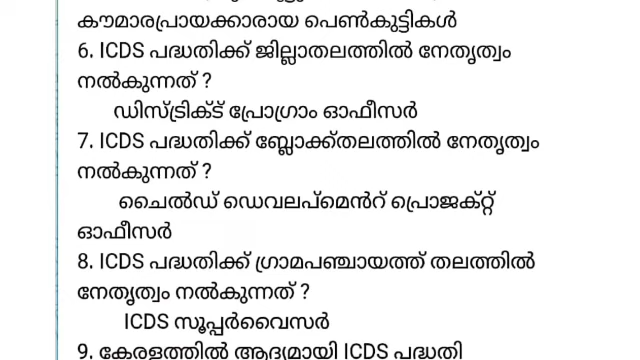 കൗമാരപ്രായക്കാരായ പെൺകുട്ടികൾ
6. ICDS പദ്ധതിക്ക് ജില്ലാതലത്തിൽ നേതൃത്വം
നൽകുന്നത് ?
ഡിസ്ട്രിക്ട് പ്രോഗ്രാം ഓഫീസർ
7. ICDS പദ്ധതിക്ക് ബ്ലോക്ക്തലത്തിൽ നേതൃത്വം
നൽകുന്നത് ?
ചൈൽഡ് ഡെവലപ്മെൻറ് പ്രൊജക്റ്റ്
ഓഫീസർ
8. ICDS പദ്ധതിക്ക് ഗ്രാമപഞ്ചായത്ത് തലത്തിൽ
നേതൃത്വം നൽകുന്നത് ?
ICDS സൂപ്പർവൈസർ
9. കേരളത്തിൽ ആദ്യമായി ICDS പദ്ധതി